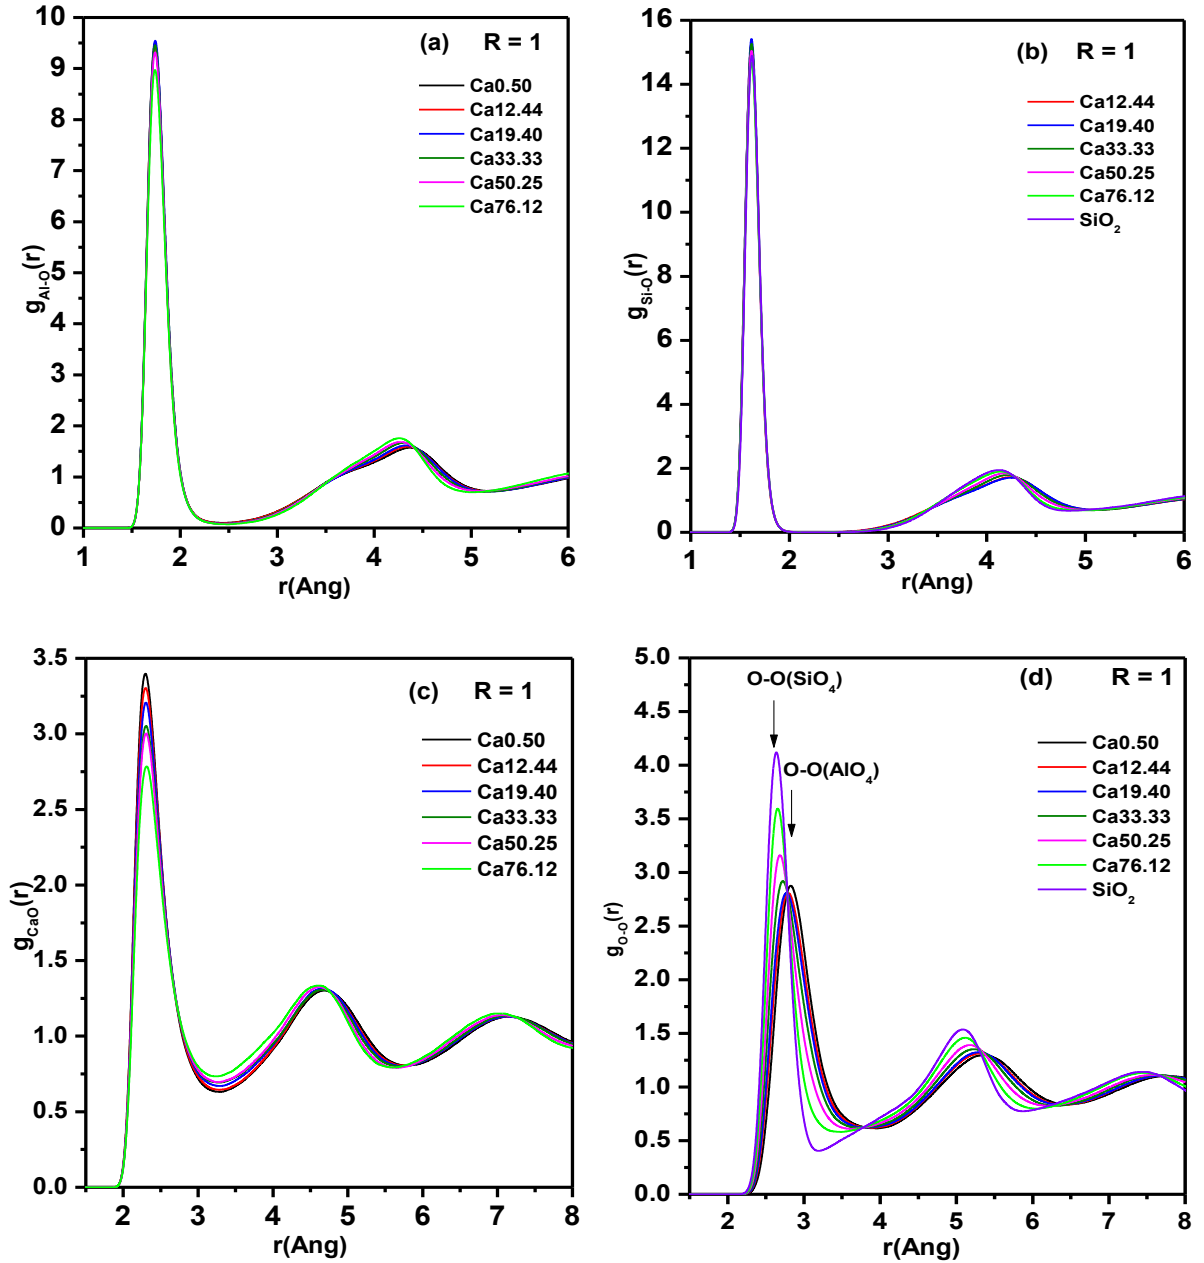 (a) R = 1
Ca0.50
Ca12.44
Ca19.40
Ca33.33
Ca50.25
Ca76.12
10
9
8
7
6
5
4
3
2
1
0
g_Al-O(r)
1 2 3 4 5 6
r(Ang)
(b) R = 1
Ca12.44
Ca19.40
Ca33.33
Ca50.25
Ca76.12
SiO₂
16
14
12
10
8
6
4
2
0
g_Si-O(r)
1 2 3 4 5 6
r(Ang)
(c) R = 1
Ca0.50
Ca12.44
Ca19.40
Ca33.33
Ca50.25
Ca76.12
3.5
3.0
2.5
2.0
1.5
1.0
0.5
0.0
g_CaO(r)
2 3 4 5 6 7 8
r(Ang)
(d) R = 1
O-O(SiO₄)
O-O(AlO₄)
Ca0.50
Ca12.44
Ca19.40
Ca33.33
Ca50.25
Ca76.12
SiO₂
5.0
4.5
4.0
3.5
3.0
2.5
2.0
1.5
1.0
0.5
0.0
g_O-O(r)
2 3 4 5 6 7 8
r(Ang)